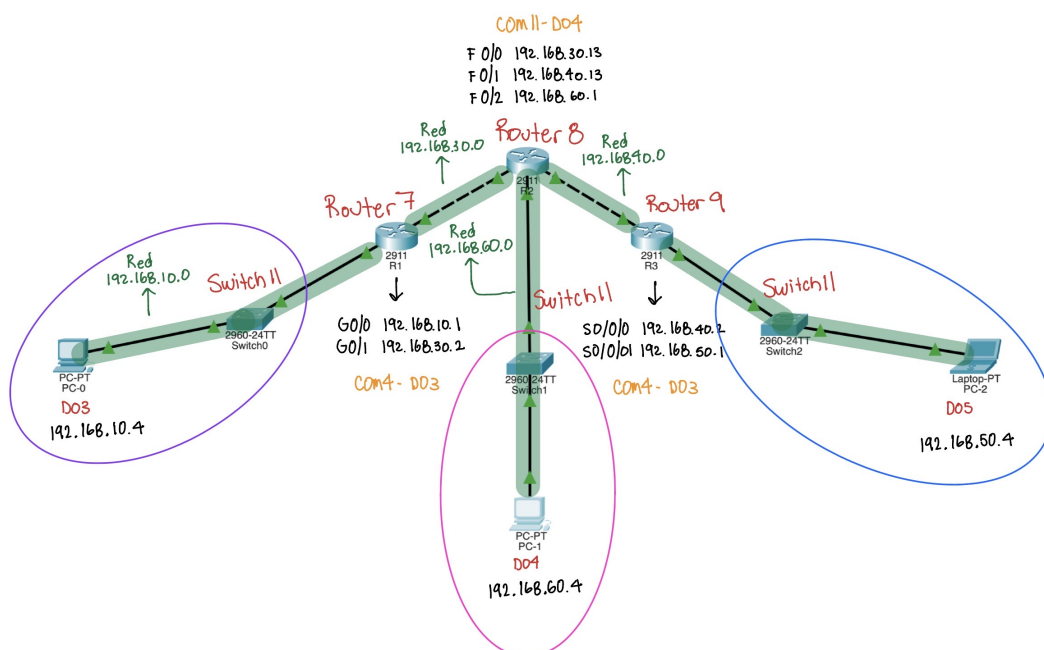 COM11-D04
F 0/0 192.168.30.13
F 0/1 192.168.40.13
F 0/2 192.168.60.1
Router 8
Red
192.168.30.0
Red
192.168.40.0
2911
R2
Router 7
Router 9
2911
R1
Red
192.168.60.0
2911
R3
Red
192.168.10.0
Switch 11
Switch 11
Switch 11
G0/0 192.168.10.1
G0/1 192.168.30.2
S0/0/0 192.168.40.2
S0/0/01 192.168.50.1
2960-24TT
Switch0
2960-24TT
Switch1
2960-24TT
Switch2
COM4 - D03
COM4 - D03
PC-PT
PC-0
D03
192.168.10.4
Laptop-PT
PC-2
D05
192.168.50.4
PC-PT
PC-1
D04
192.168.60.4